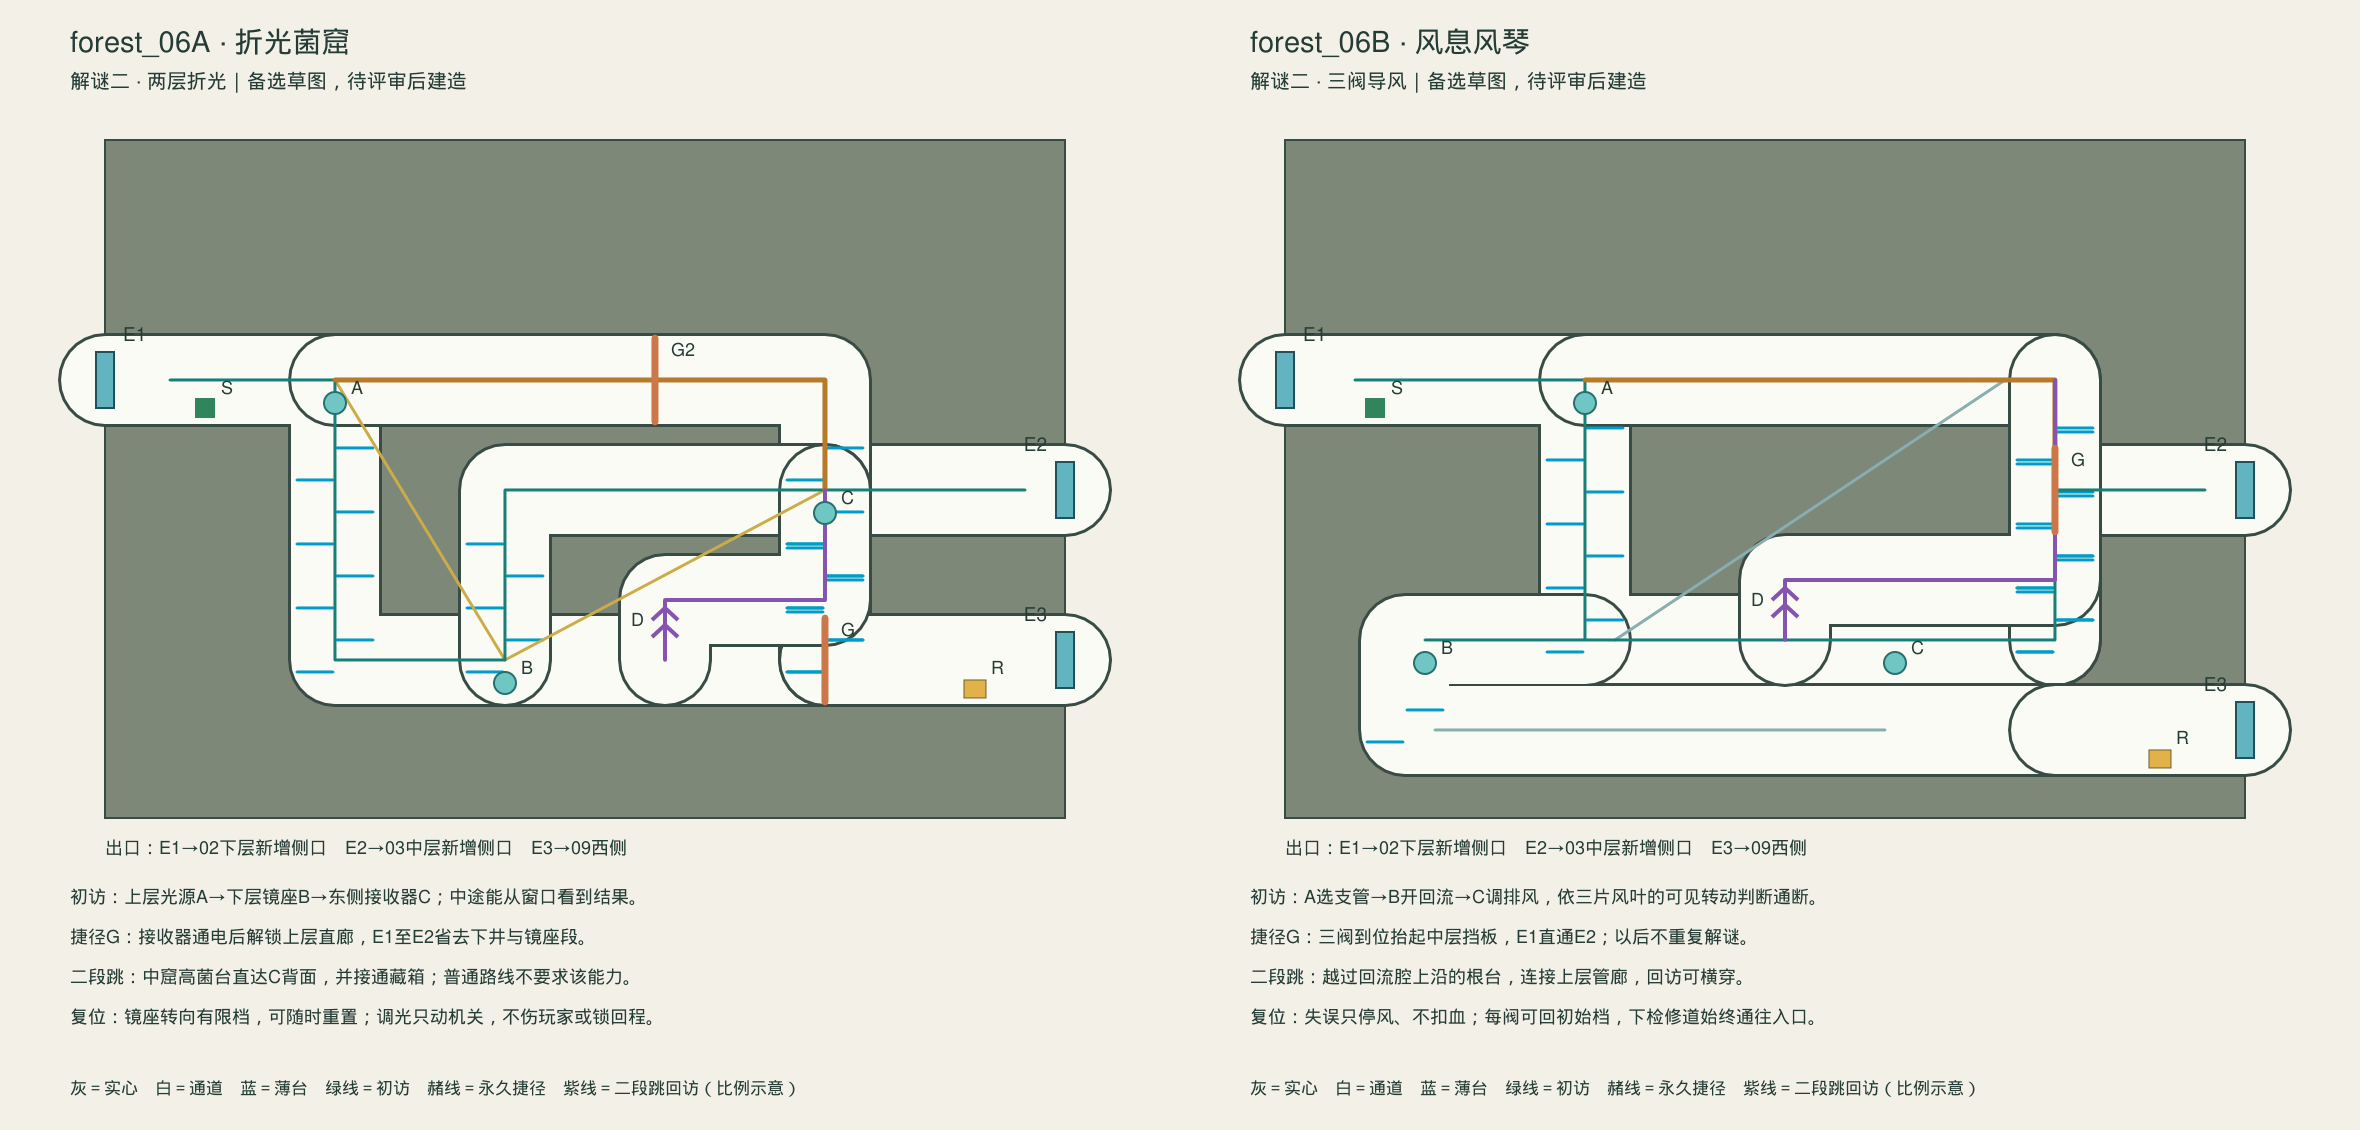 forest_06A · 折光菌窟
解谜二 · 两层折光｜备选草图，待评审后建造
E1
S
A
G2
E2
C
D
G
E3
B
R
出口：E1→02下层新增侧口　E2→03中层新增侧口　E3→09西侧
初访：上层光源A→下层镜座B→东侧接收器C；中途能从窗口看到结果。
捷径G：接收器通电后解锁上层直廊，E1至E2省去下井与镜座段。
二段跳：中窟高菌台直达C背面，并接通藏箱；普通路线不要求该能力。
复位：镜座转向有限档，可随时重置；调光只动机关，不伤玩家或锁回程。
灰＝实心　白＝通道　蓝＝薄台　绿线＝初访　赭线＝永久捷径　紫线＝二段跳回访（比例示意）
forest_06B · 风息风琴
解谜二 · 三阀导风｜备选草图，待评审后建造
E1
S
A
E2
G
D
B
C
E3
R
出口：E1→02下层新增侧口　E2→03中层新增侧口　E3→09西侧
初访：A选支管→B开回流→C调排风，依三片风叶的可见转动判断通断。
捷径G：三阀到位抬起中层挡板，E1直通E2；以后不重复解谜。
二段跳：越过回流腔上沿的根台，连接上层管廊，回访可横穿。
复位：失误只停风、不扣血；每阀可回初始档，下检修道始终通往入口。
灰＝实心　白＝通道　蓝＝薄台　绿线＝初访　赭线＝永久捷径　紫线＝二段跳回访（比例示意）